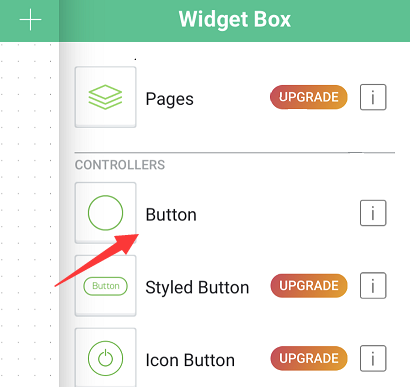 Widget Box
Pages UPGRADE i
CONTROLLERS
Button i
Button Styled Button UPGRADE i
Icon Button UPGRADE i